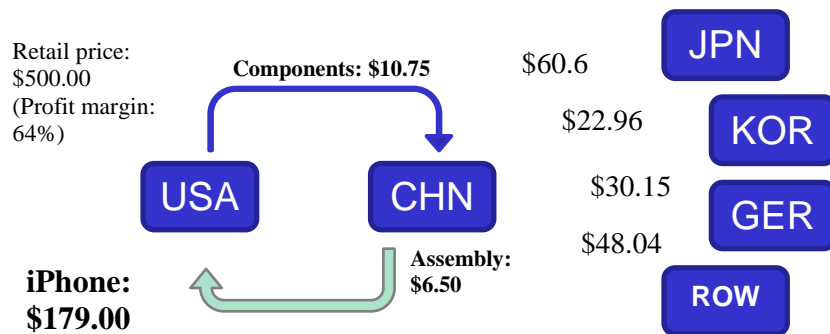 Retail price:
$500.00
(Profit margin:
64%)
Components: $10.75
USA
CHN
Assembly:
$6.50
iPhone:
$179.00
$60.6
JPN
$22.96
KOR
$30.15
GER
$48.04
ROW